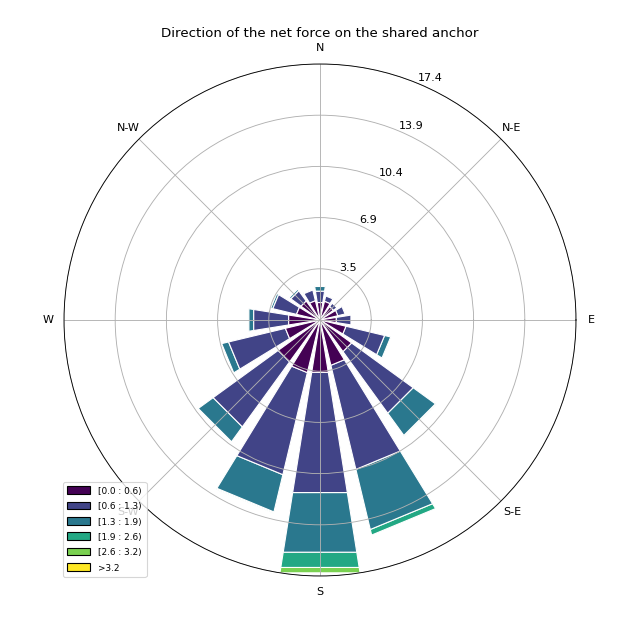 Direction of the net force on the shared anchor
N
17.4
N-W
13.9
N-E
10.4
6.9
3.5
W
E
[0.0 : 0.6)
[0.6 : 1.3)
S-W
S-E
[1.3 : 1.9)
[1.9 : 2.6)
[2.6 : 3.2)
>3.2
S